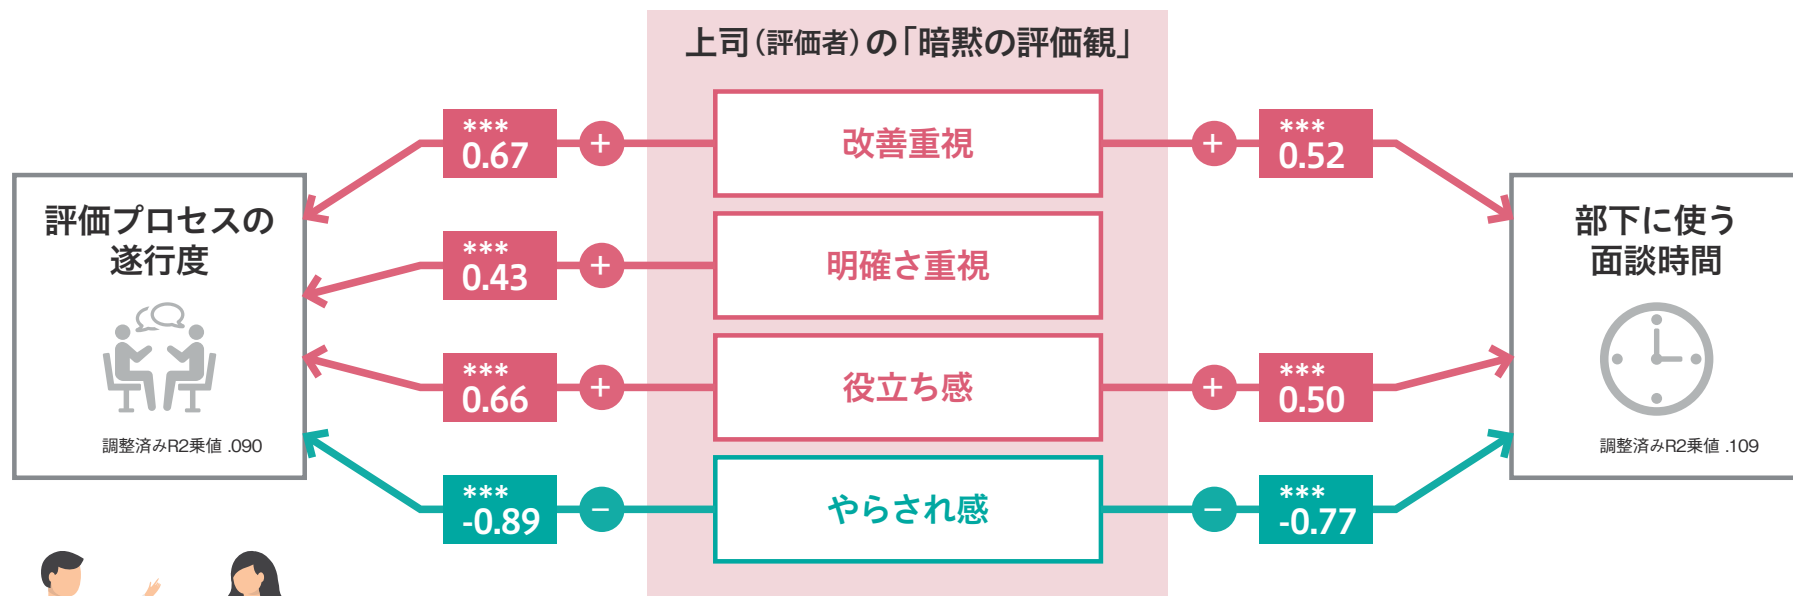 上司（評価者）の「暗黙の評価観」
評価プロセスの
遂行度
調整済みR2乗値 .090
***
0.67
+
改善重視
+
***
0.52
***
0.43
+
明確さ重視
***
0.66
+
役立ち感
+
***
0.50
***
-0.89
−
やらされ感
−
***
-0.77
部下に使う
面談時間
調整済みR2乗値 .109